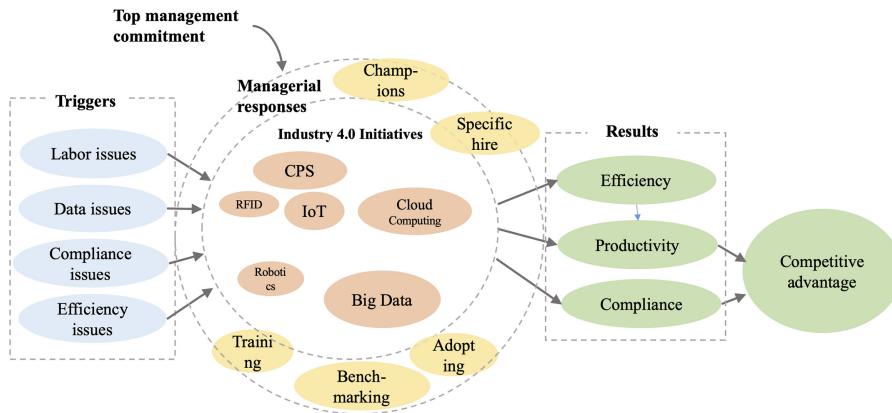 Top management
commitment
Triggers
Labor issues
Data issues
Compliance
issues
Efficiency
issues
Managerial
responses
Champ-
ions
Specific
hire
Industry 4.0 Initiatives
CPS
RFID
IoT
Cloud
Computing
Roboti
cs
Big Data
Traini
ng
Bench-
marking
Adopt
ing
Results
Efficiency
Productivity
Compliance
Competitive
advantage